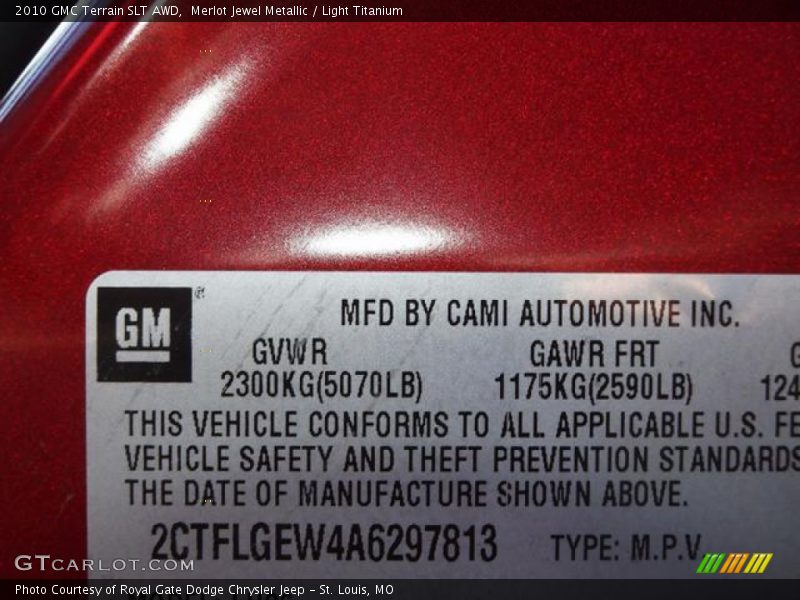 2010 GMC Terrain SLT AWD, Merlot Jewel Metallic / Light Titanium
GM®
MFD BY CAMI AUTOMOTIVE INC.
GVWR GAWR FRT G
2300KG(5070LB) 1175KG(2590LB) 124
THIS VEHICLE CONFORMS TO ALL APPLICABLE U.S. FE
VEHICLE SAFETY AND THEFT PREVENTION STANDARDS
THE DATE OF MANUFACTURE SHOWN ABOVE.
2CTFLGEW4A6297813 TYPE: M.P.V.
GTCARLOT.COM
Photo Courtesy of Royal Gate Dodge Chrysler Jeep – St. Louis, MO